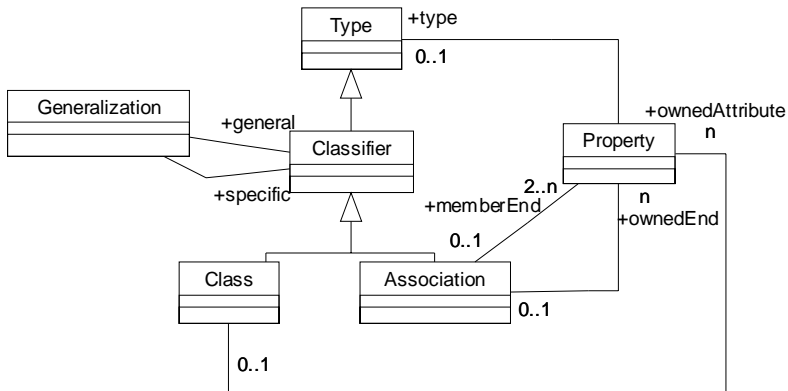 Type
+type
0..1
Generalization
+general
Classifier
+specific
+ownedAttribute
n
Property
2..n
+memberEnd
n
+ownedEnd
0..1
Class
Association
0..1
0..1